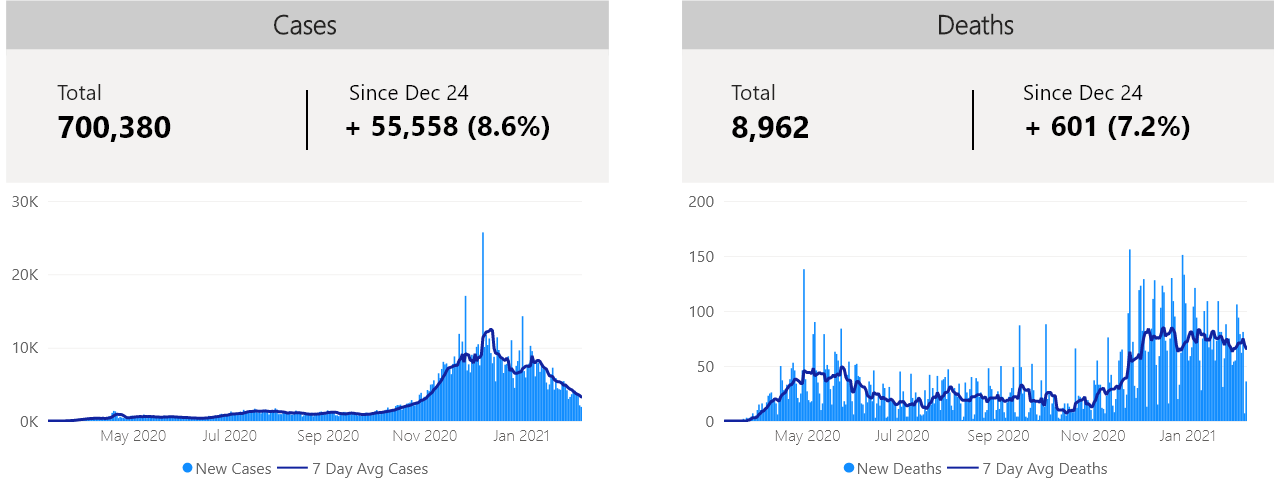 Cases
Total
700,380
Since Dec 24
+ 55,558 (8.6%)
30K
20K
10K
0K
May 2020 Jul 2020 Sep 2020 Nov 2020 Jan 2021
New Cases 7 Day Avg Cases
Deaths
Total
8,962
Since Dec 24
+ 601 (7.2%)
200
150
100
50
0
May 2020 Jul 2020 Sep 2020 Nov 2020 Jan 2021
New Deaths 7 Day Avg Deaths